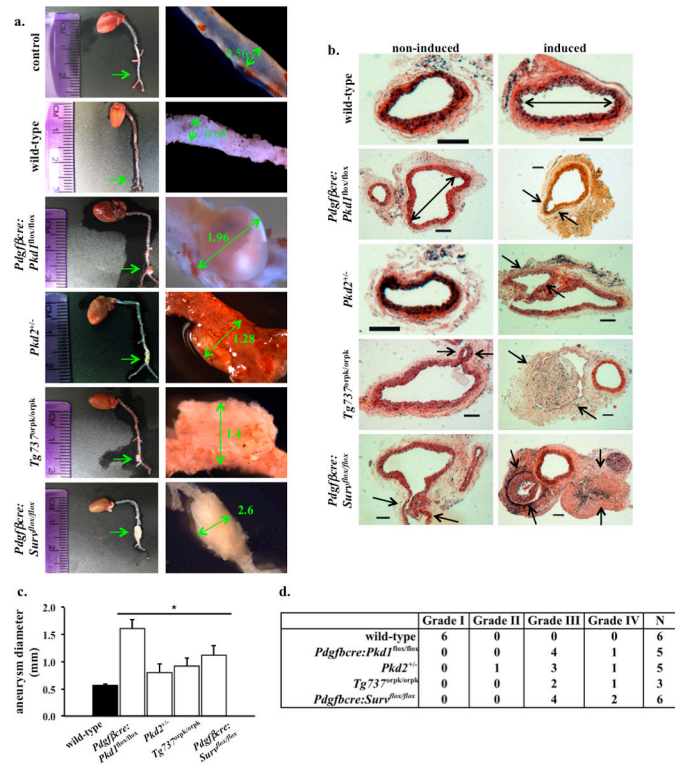 a.
control
0.56
wild-type
Pdgfβcre:
Pkd1flox/flox
1.96
Pkd2+/-
1.28
Tg737orpk/orpk
1.4
Pdgfβcre:
Survflox/flox
2.6
b.
non-induced
induced
wild-type
Pdgfβcre:
Pkd1flox/flox
Pkd2+/-
Tg737orpk/orpk
Pdgfβcre:
Survflox/flox
c.
aneurysm diameter
(mm)
2.0
1.5
1.0
0.5
0.0
*
wild-type
Pdgfβcre:
Pkd1flox/flox
Pkd2+/-
Tg737orpk/orpk
Pdgfβcre:
Survflox/flox
d.
Grade I Grade II Grade III Grade IV N
wild-type 6 0 0 0 6
Pdgfbcre:Pkd1flox/flox 0 0 4 1 5
Pkd2+/- 0 1 3 1 5
Tg737orpk/orpk 0 0 2 1 3
Pdgfbcre:Survflox/flox 0 0 4 2 6